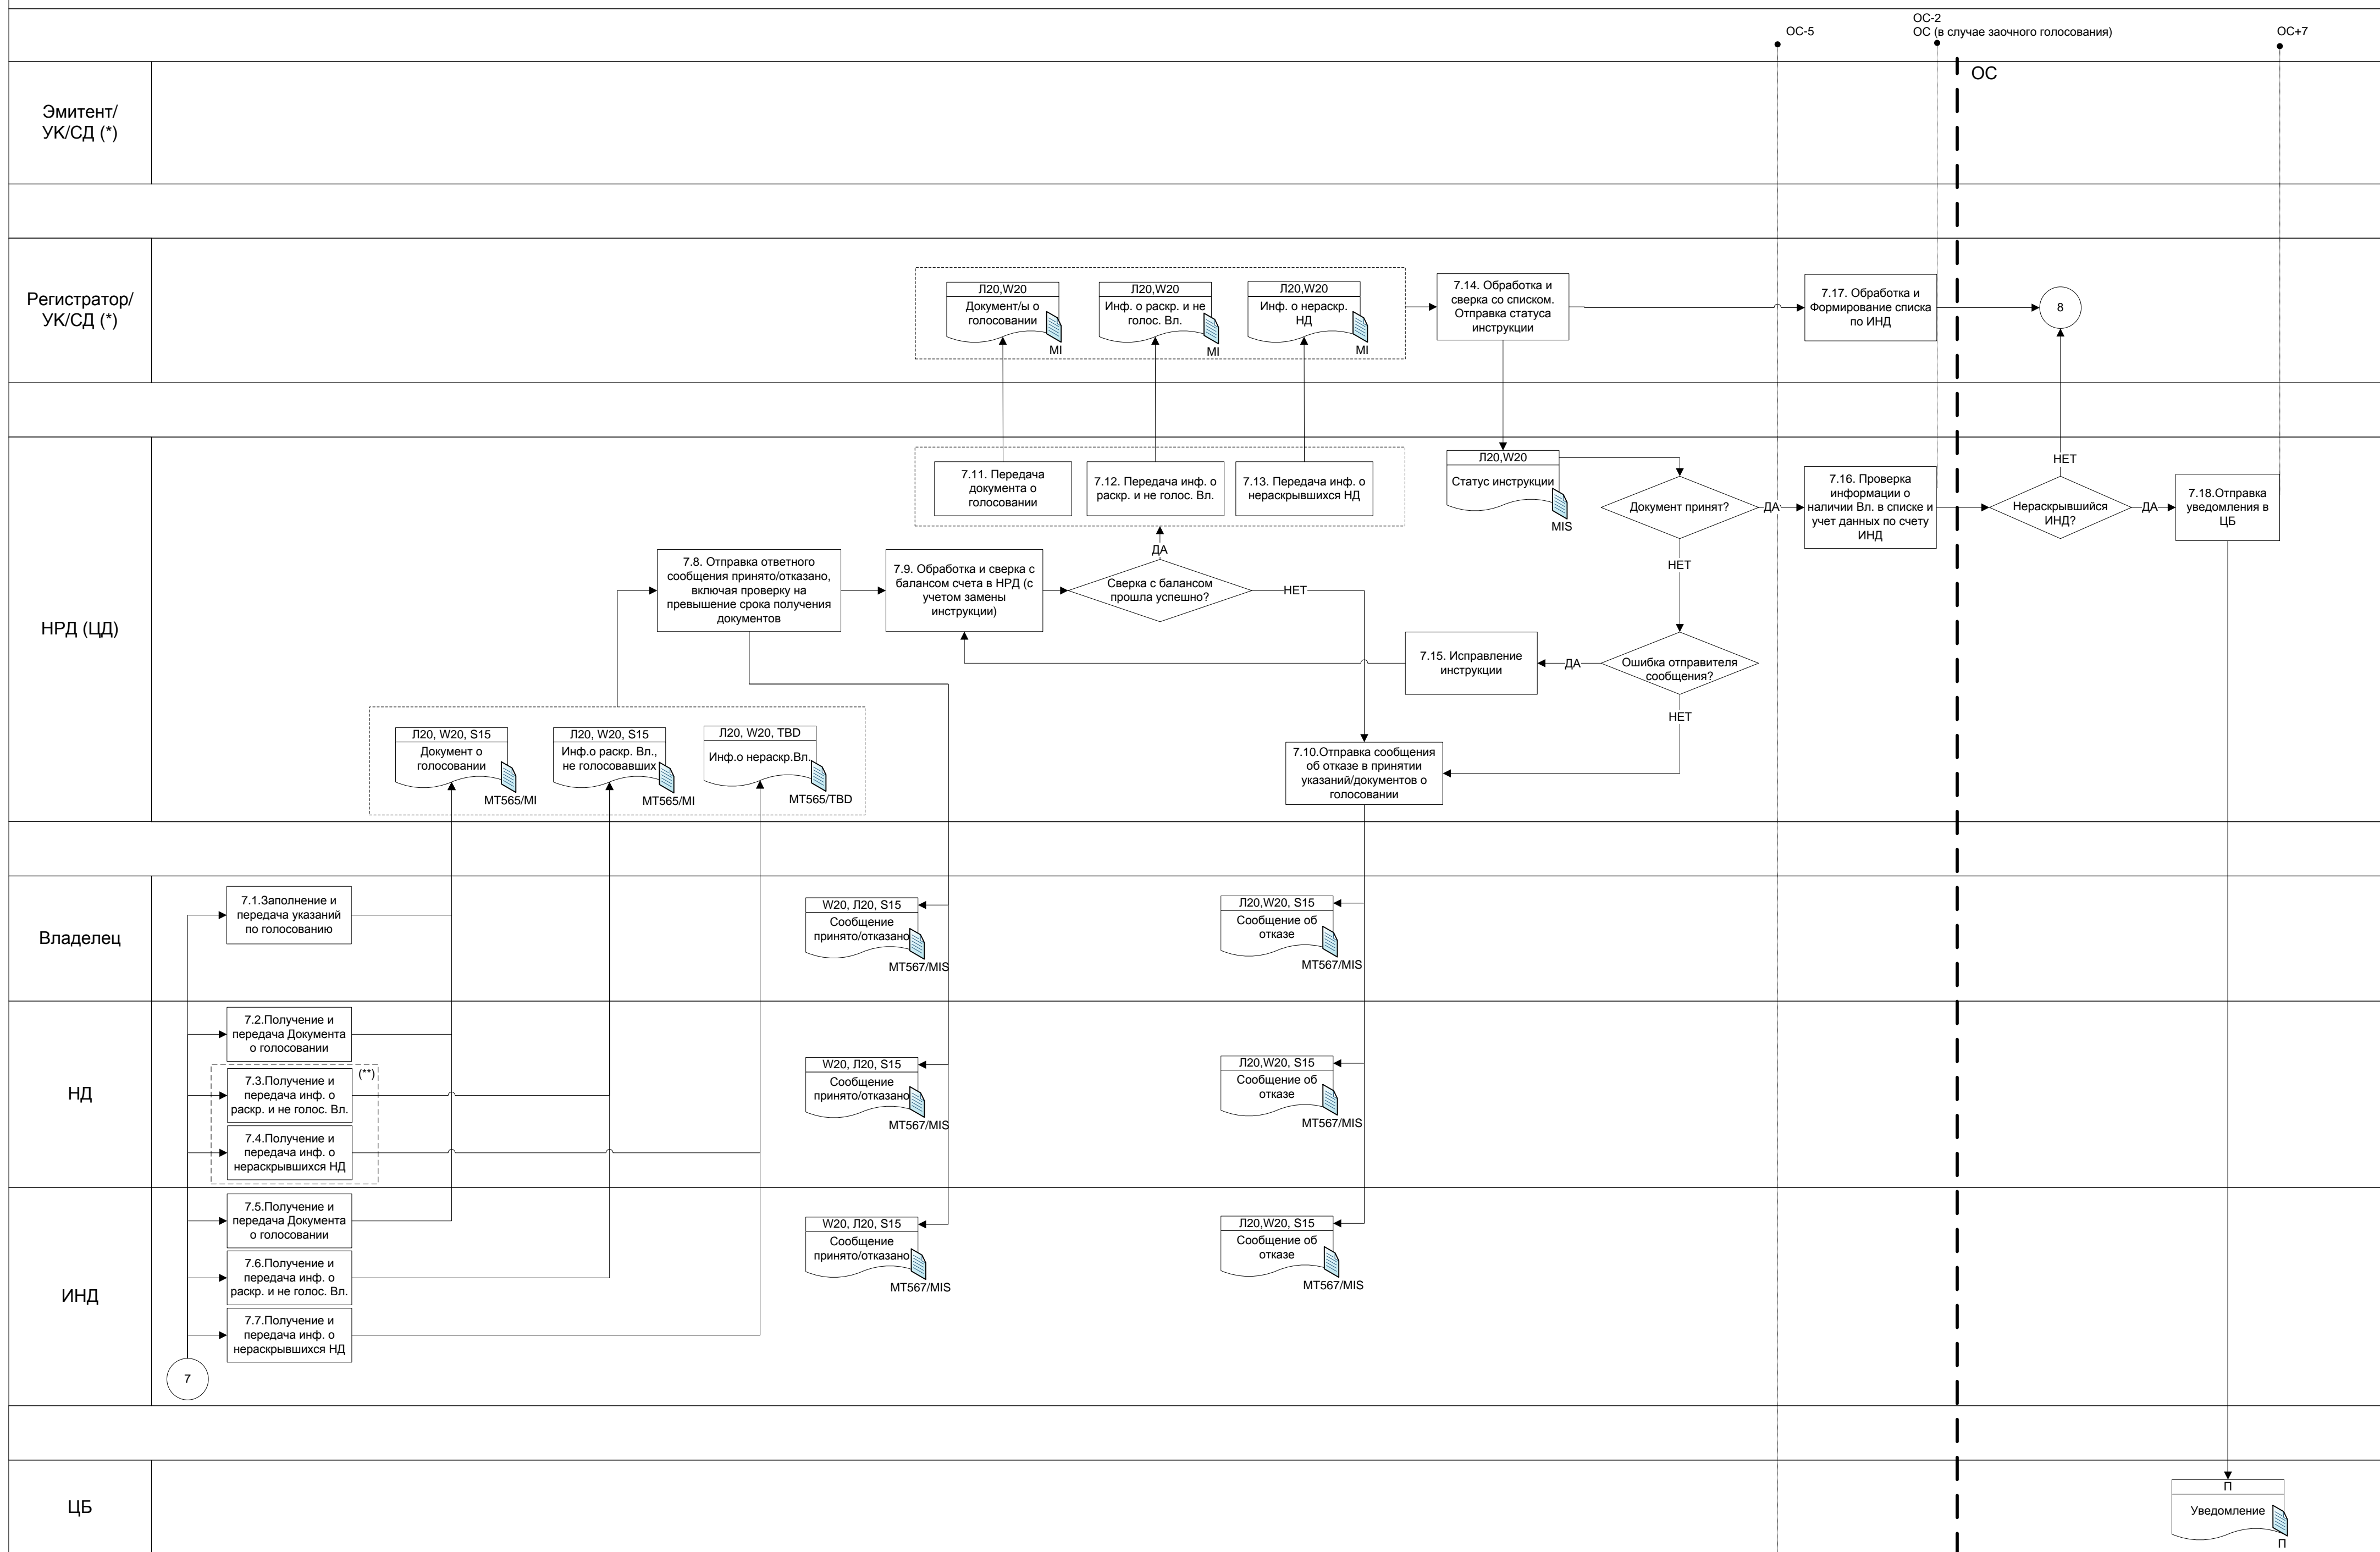 ОС-5
ОС-2
ОС (в случае заочного голосования)
ОС+7
ОС
Эмитент/
УК/СД (*)
Регистратор/
УК/СД (*)
Л20,W20
Документ/ы о
голосовании
MI
Л20,W20
Инф. о раскр. и не
голос. Вл.
MI
Л20,W20
Инф. о нераскр.
НД
MI
7.14. Обработка и
сверка со списком.
Отправка статуса
инструкции
7.17. Обработка и
Формирование списка
по ИНД
8
НРД (ЦД)
7.11. Передача
документа о
голосовании
7.12. Передача инф. о
раскр. и не голос. Вл.
7.13. Передача инф. о
нераскрывшихся НД
Л20,W20
Статус инструкции
MIS
Документ принят?
ДА
НЕТ
7.16. Проверка
информации о
наличии Вл. в списке и
учет данных по счету
ИНД
НЕТ
Нераскрывшийся
ИНД?
ДА
7.18.Отправка
уведомления в
ЦБ
7.8. Отправка ответного
сообщения принято/отказано,
включая проверку на
превышение срока получения
документов
7.9. Обработка и сверка с
балансом счета в НРД (с
учетом замены
инструкции)
ДА
Сверка с балансом
прошла успешно?
НЕТ
7.15. Исправление
инструкции
ДА
Ошибка отправителя
сообщения?
НЕТ
7.10.Отправка сообщения
об отказе в принятии
указаний/документов о
голосовании
Л20, W20, S15
Документ о
голосовании
MT565/MI
Л20, W20, S15
Инф.о раскр. Вл.,
не голосовавших
MT565/MI
Л20, W20, TBD
Инф.о нераскр.Вл.
MT565/TBD
Владелец
7.1.Заполнение и
передача указаний
по голосованию
W20, Л20, S15
Сообщение
принято/отказано
MT567/MIS
Л20,W20, S15
Сообщение об
отказе
MT567/MIS
НД
7.2.Получение и
передача Документа
о голосовании
(**)
7.3.Получение и
передача инф. о
раскр. и не голос. Вл.
7.4.Получение и
передача инф. о
нераскрывшихся НД
W20, Л20, S15
Сообщение
принято/отказано
MT567/MIS
Л20,W20, S15
Сообщение об
отказе
MT567/MIS
ИНД
7.5.Получение и
передача Документа
о голосовании
7.6.Получение и
передача инф. о
раскр. и не голос. Вл.
7.7.Получение и
передача инф. о
нераскрывшихся НД
7
W20, Л20, S15
Сообщение
принято/отказано
MT567/MIS
Л20,W20, S15
Сообщение об
отказе
MT567/MIS
ЦБ
П
Уведомление
П